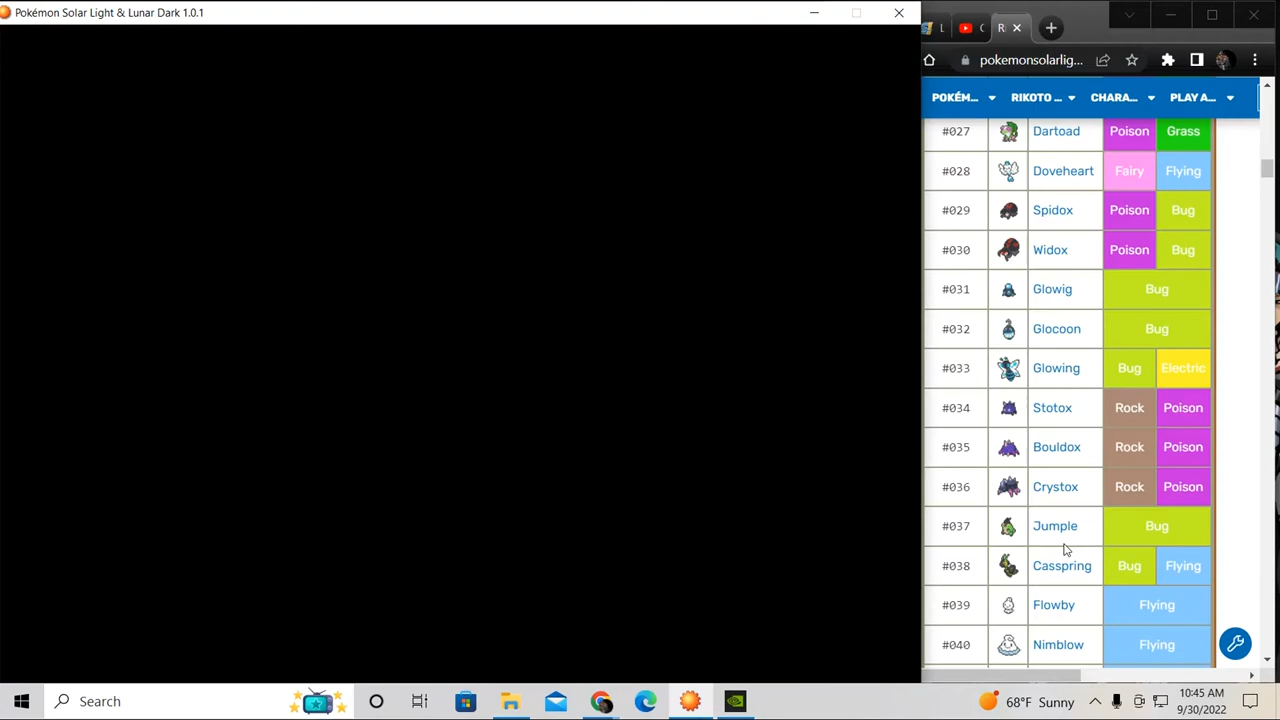 Pokémon Solar Light & Lunar Dark 1.0.1
pokemonsolarlig...
POKÉM... RIKOTO ... CHARA... PLAY A...
#027 Dartoad Poison Grass
#028 Doveheart Fairy Flying
#029 Spidox Poison Bug
#030 Widox Poison Bug
#031 Glowig Bug
#032 Glocoon Bug
#033 Glowing Bug Electric
#034 Stotox Rock Poison
#035 Bouldox Rock Poison
#036 Crystox Rock Poison
#037 Jumple Bug
#038 Casspring Bug Flying
#039 Flowby Flying
#040 Nimblow Flying
Search
68°F Sunny
10:45 AM
9/30/2022